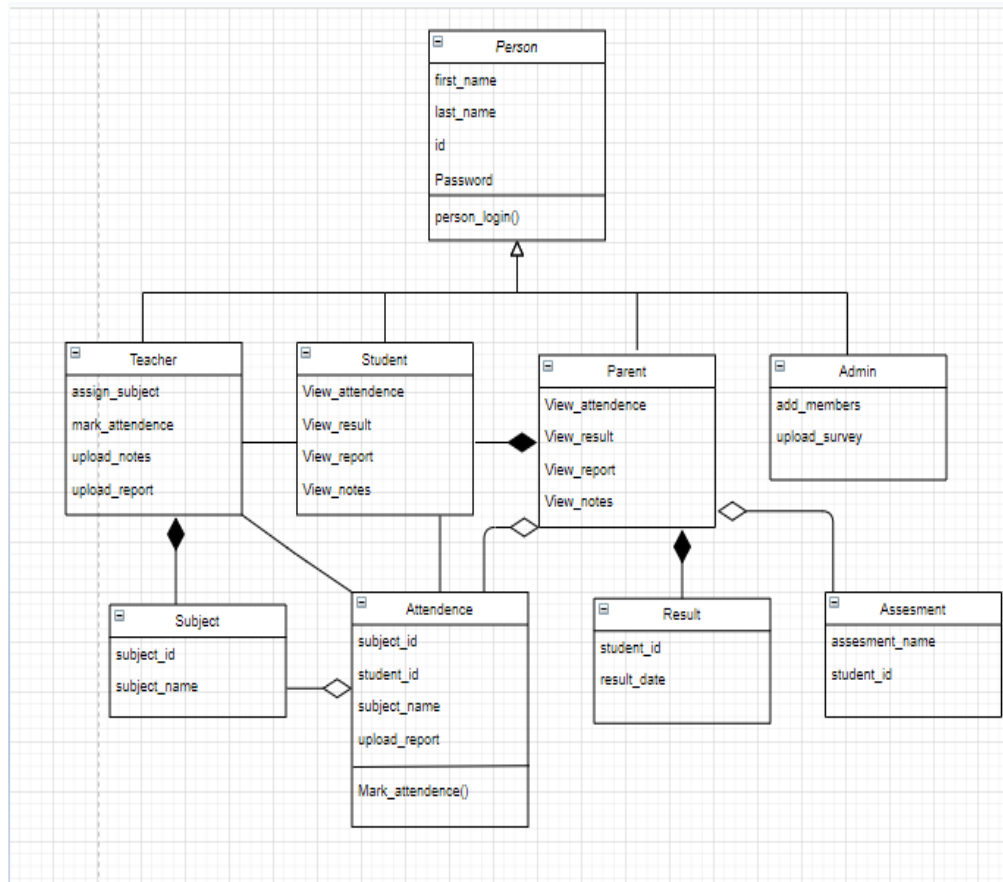 Person
first_name
last_name
id
Password
person_login()
Teacher
assign_subject
mark_attendence
upload_notes
upload_report
Student
View_attendence
View_result
View_report
View_notes
Parent
View_attendence
View_result
View_report
View_notes
Admin
add_members
upload_survey
Subject
subject_id
subject_name
Attendence
subject_id
student_id
subject_name
upload_report
Mark_attendence()
Result
student_id
result_date
Assesment
assesment_name
student_id